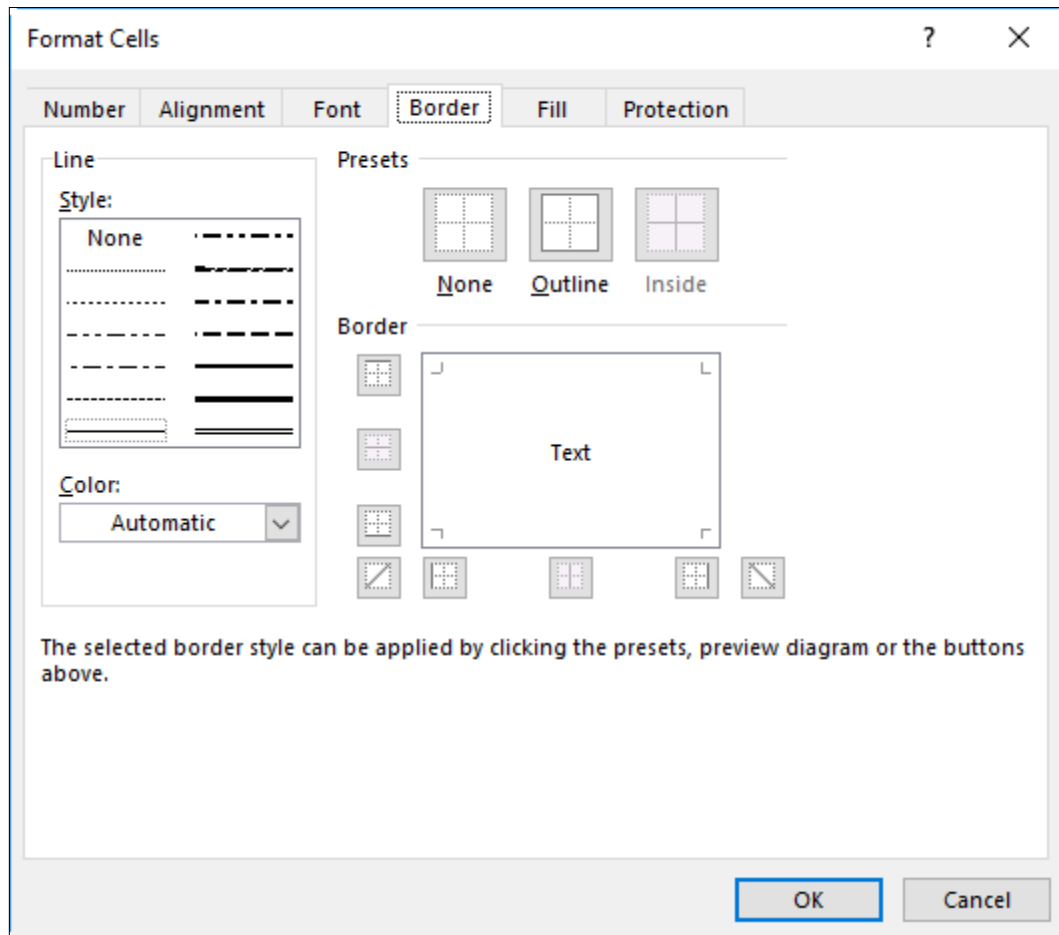 Format Cells
?
Number Alignment Font Border Fill Protection
Line
Style:
None
Color:
Automatic
Presets
None Outline Inside
Border
Text
The selected border style can be applied by clicking the presets, preview diagram or the buttons
above.
OK Cancel